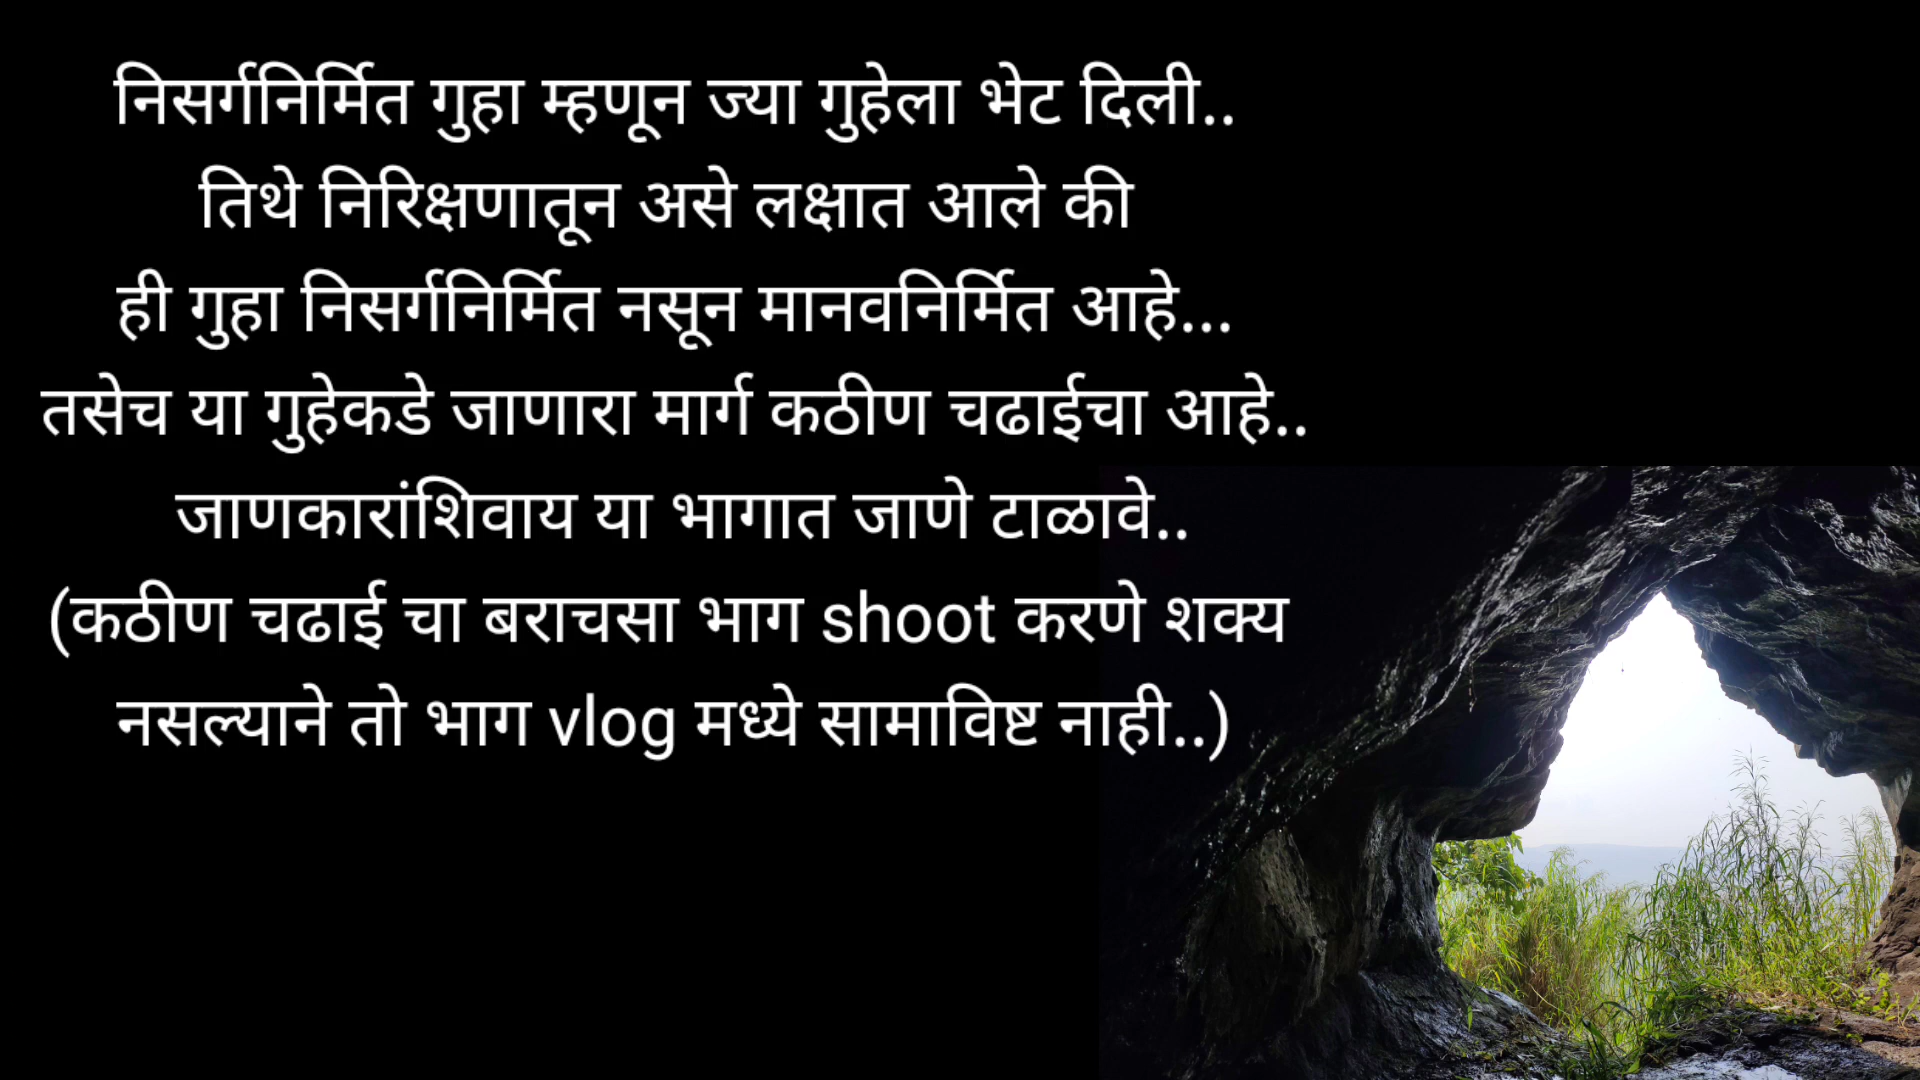 निसर्गनिर्मित गुहा म्हणून ज्या गुहेला भेट दिली..
तिथे निरिक्षणातून असे लक्षात आले की
ही गुहा निसर्गनिर्मित नसून मानवनिर्मित आहे...
तसेच या गुहेकडे जाणारा मार्ग कठीण चढाईचा आहे..
जाणकारांशिवाय या भागात जाणे टाळावे..
(कठीण चढाई चा बराचसा भाग shoot करणे शक्य
नसल्याने तो भाग vlog मध्ये सामाविष्ट नाही..)